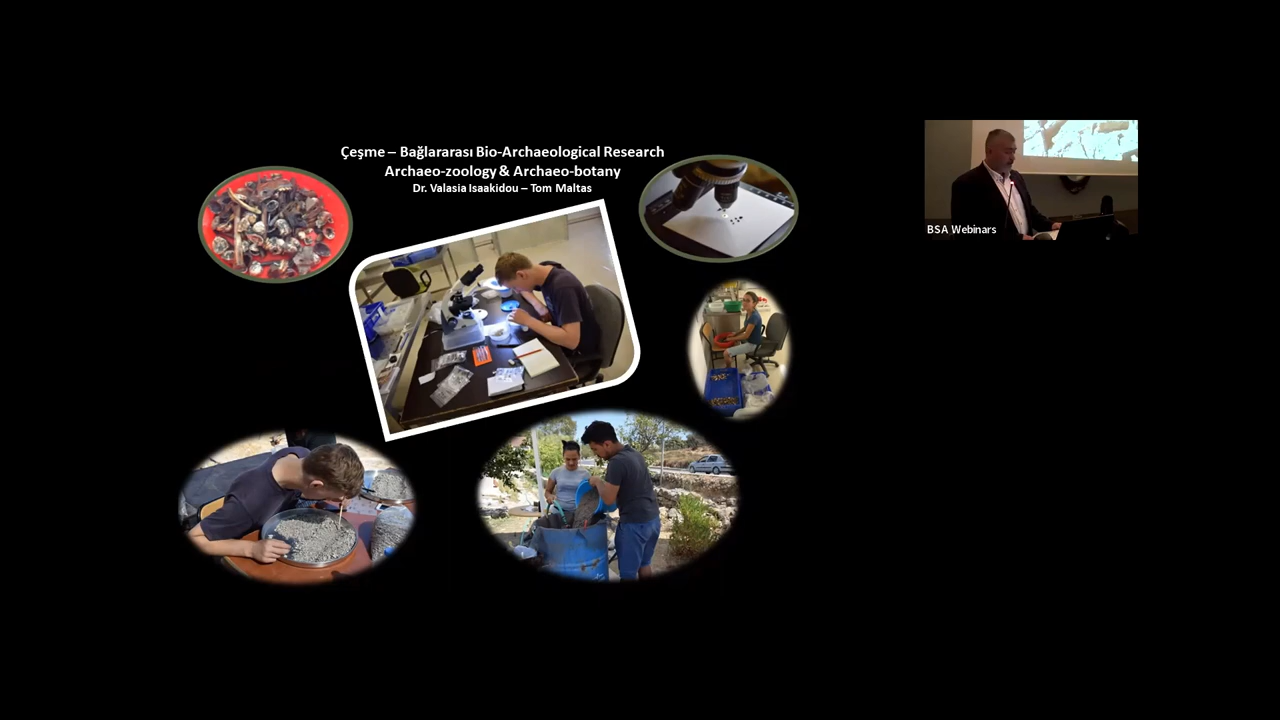 Çeşme – Bağlararası Bio-Archaeological Research
Archaeo-zoology & Archaeo-botany
Dr. Valasia Isaakidou – Tom Maltas
BSA Webinars